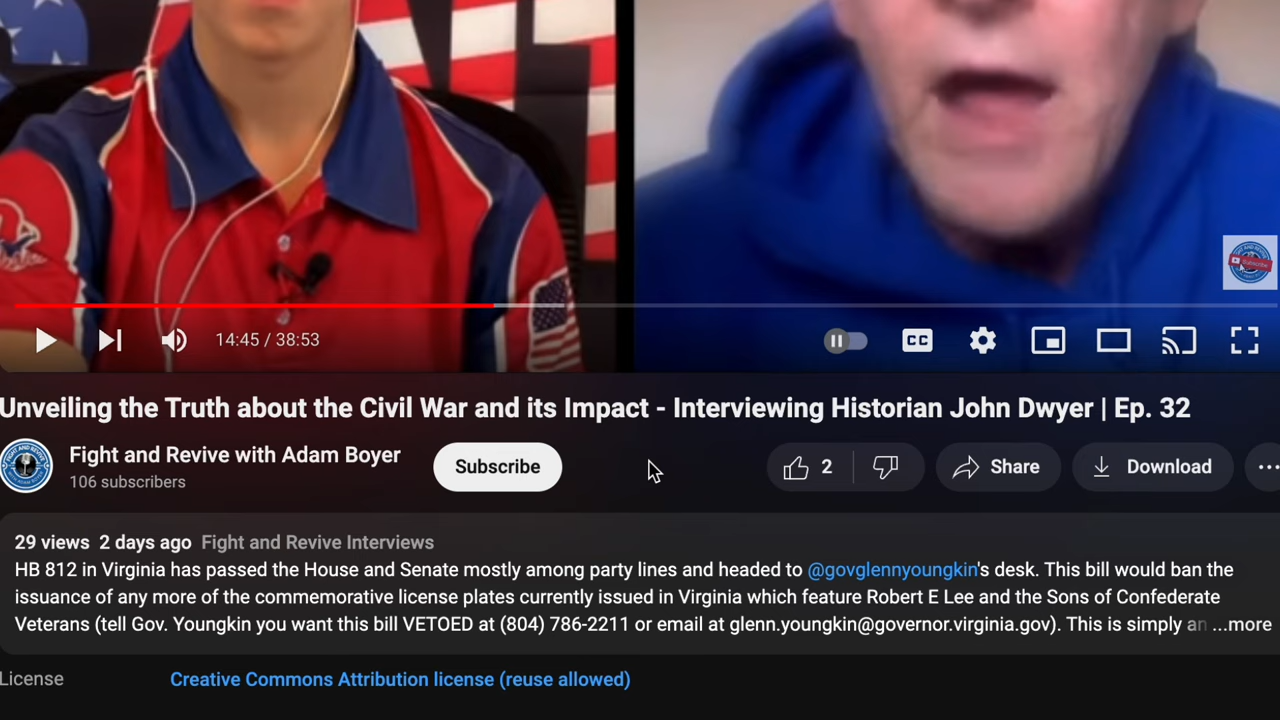 14:45 / 38:53
CC
Unveiling the Truth about the Civil War and its Impact - Interviewing Historian John Dwyer | Ep. 32
Fight and Revive with Adam Boyer
106 subscribers
Subscribe
2
Share
Download
29 views 2 days ago Fight and Revive Interviews
HB 812 in Virginia has passed the House and Senate mostly among party lines and headed to @govglennyoungkin's desk. This bill would ban the
issuance of any more of the commemorative license plates currently issued in Virginia which feature Robert E Lee and the Sons of Confederate
Veterans (tell Gov. Youngkin you want this bill VETOED at (804) 786-2211 or email at glenn.youngkin@governor.virginia.gov). This is simply an ...more
License
Creative Commons Attribution license (reuse allowed)